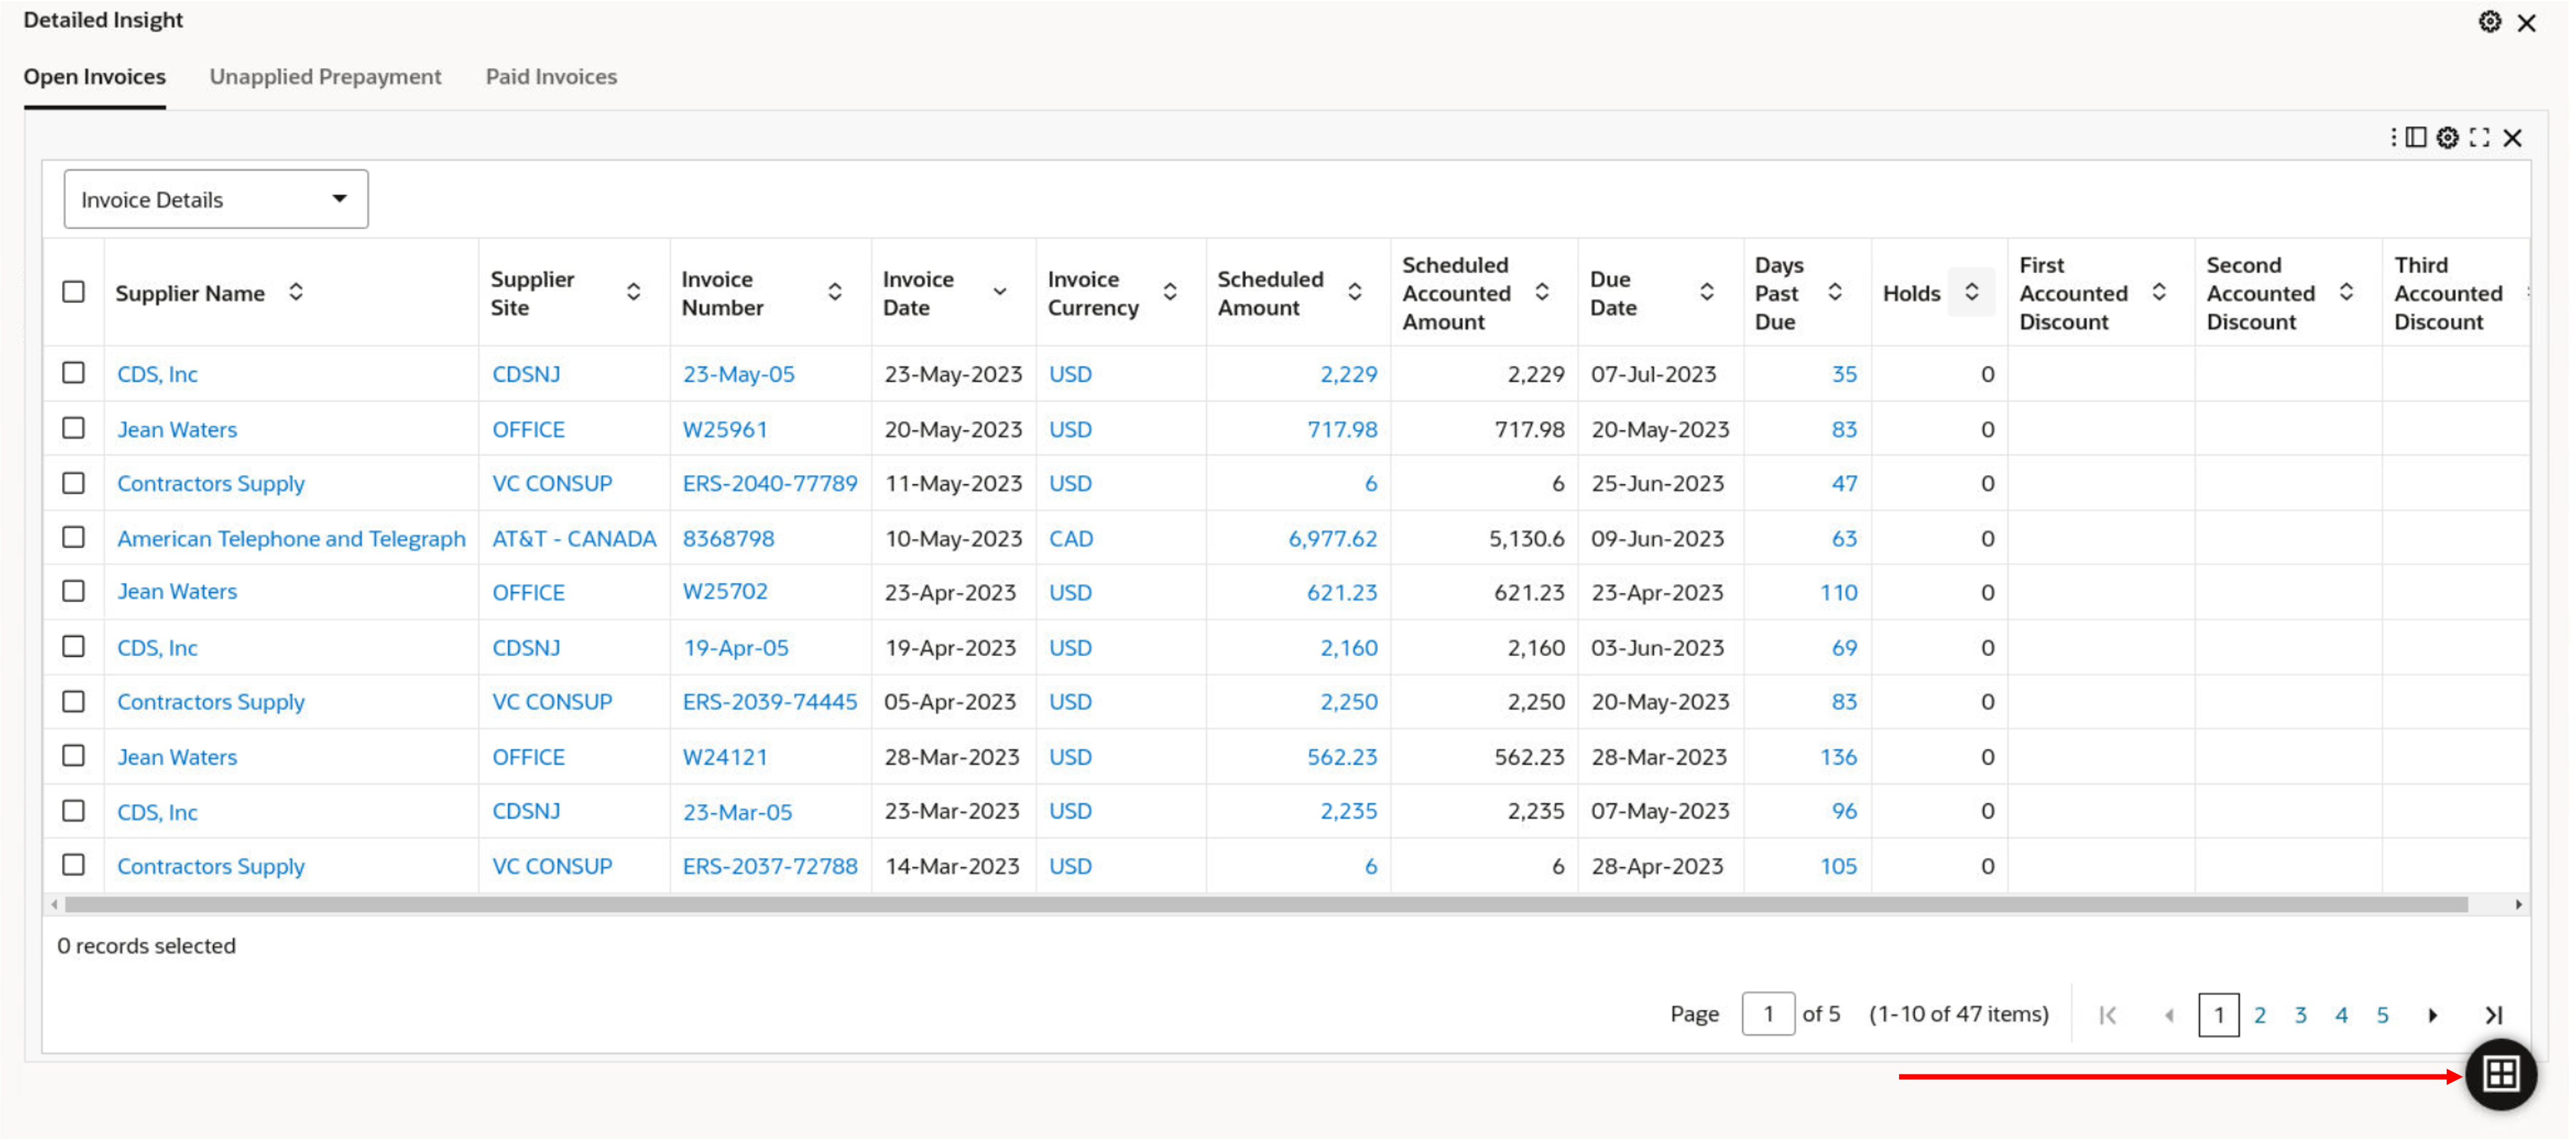 Detailed Insight
Open Invoices Unapplied Prepayment Paid Invoices
Invoice Details
Supplier Name Supplier Site Invoice Number Invoice Date Invoice Currency Scheduled Amount Scheduled Accounted Amount Due Date Days Past Due Holds First Accounted Discount Second Accounted Discount Third Accounted Discount
CDS, Inc CDSNJ 23-May-05 23-May-2023 USD 2,229 2,229 07-Jul-2023 35 0
Jean Waters OFFICE W25961 20-May-2023 USD 717.98 717.98 20-May-2023 83 0
Contractors Supply VC CONSUP ERS-2040-77789 11-May-2023 USD 6 6 25-Jun-2023 47 0
American Telephone and Telegraph AT&T - CANADA 8368798 10-May-2023 CAD 6,977.62 5,130.6 09-Jun-2023 63 0
Jean Waters OFFICE W25702 23-Apr-2023 USD 621.23 621.23 23-Apr-2023 110 0
CDS, Inc CDSNJ 19-Apr-05 19-Apr-2023 USD 2,160 2,160 03-Jun-2023 69 0
Contractors Supply VC CONSUP ERS-2039-74445 05-Apr-2023 USD 2,250 2,250 20-May-2023 83 0
Jean Waters OFFICE W24121 28-Mar-2023 USD 562.23 562.23 28-Mar-2023 136 0
CDS, Inc CDSNJ 23-Mar-05 23-Mar-2023 USD 2,235 2,235 07-May-2023 96 0
Contractors Supply VC CONSUP ERS-2037-72788 14-Mar-2023 USD 6 6 28-Apr-2023 105 0
0 records selected
Page 1 of 5 (1-10 of 47 items) 1 2 3 4 5